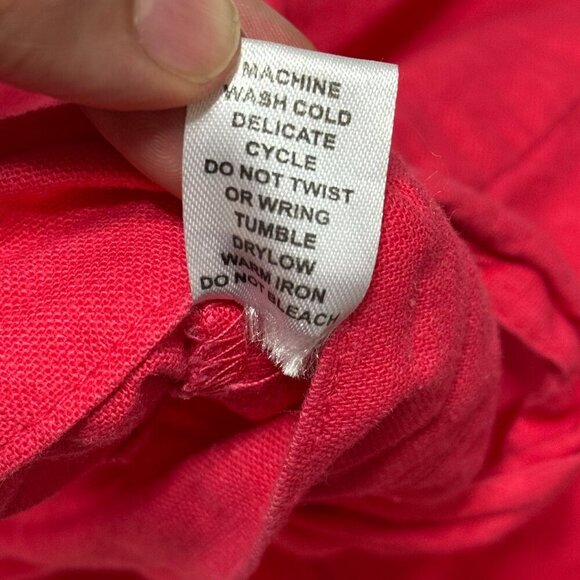 MACHINE
WASH COLD
DELICATE
CYCLE
DO NOT TWIST
OR WRING
TUMBLE
DRYLOW
WARM IRON
DO NOT BLEACH